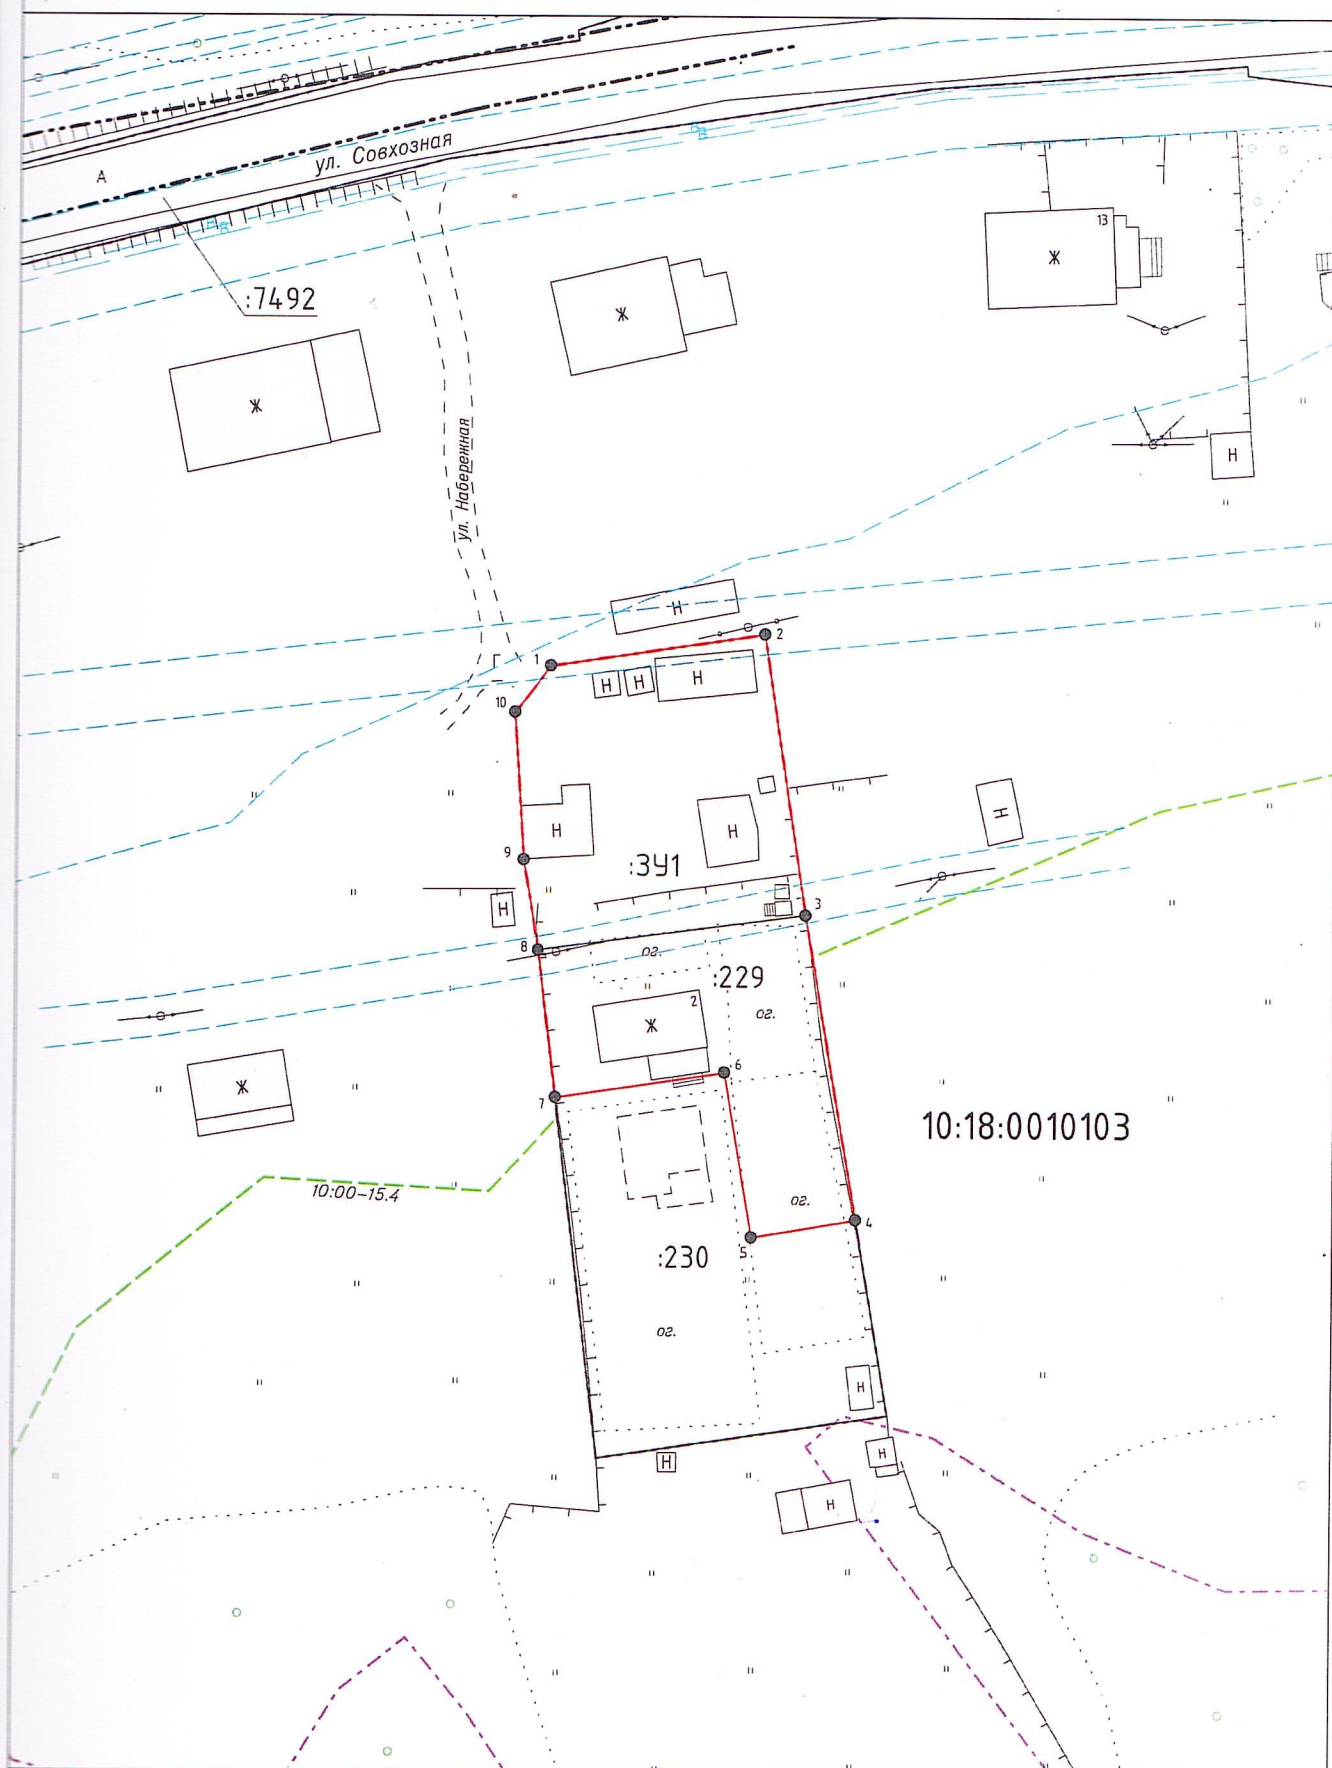 А
ул. Совхозная
В
В
В
В
:7492
13
Ж
Ж
Ж
ул. Набережная
Н
Н
2
1
Г
Н
Н
Н
10
Н
Н
Н
9
:ЗУ1
Н
3
8
ог.
:229
2
Ж
ог.
Ж
6
7
10:18:0010103
10:00-15.4
ог.
4
5
:230
ог.
Н
Н
Н
Н